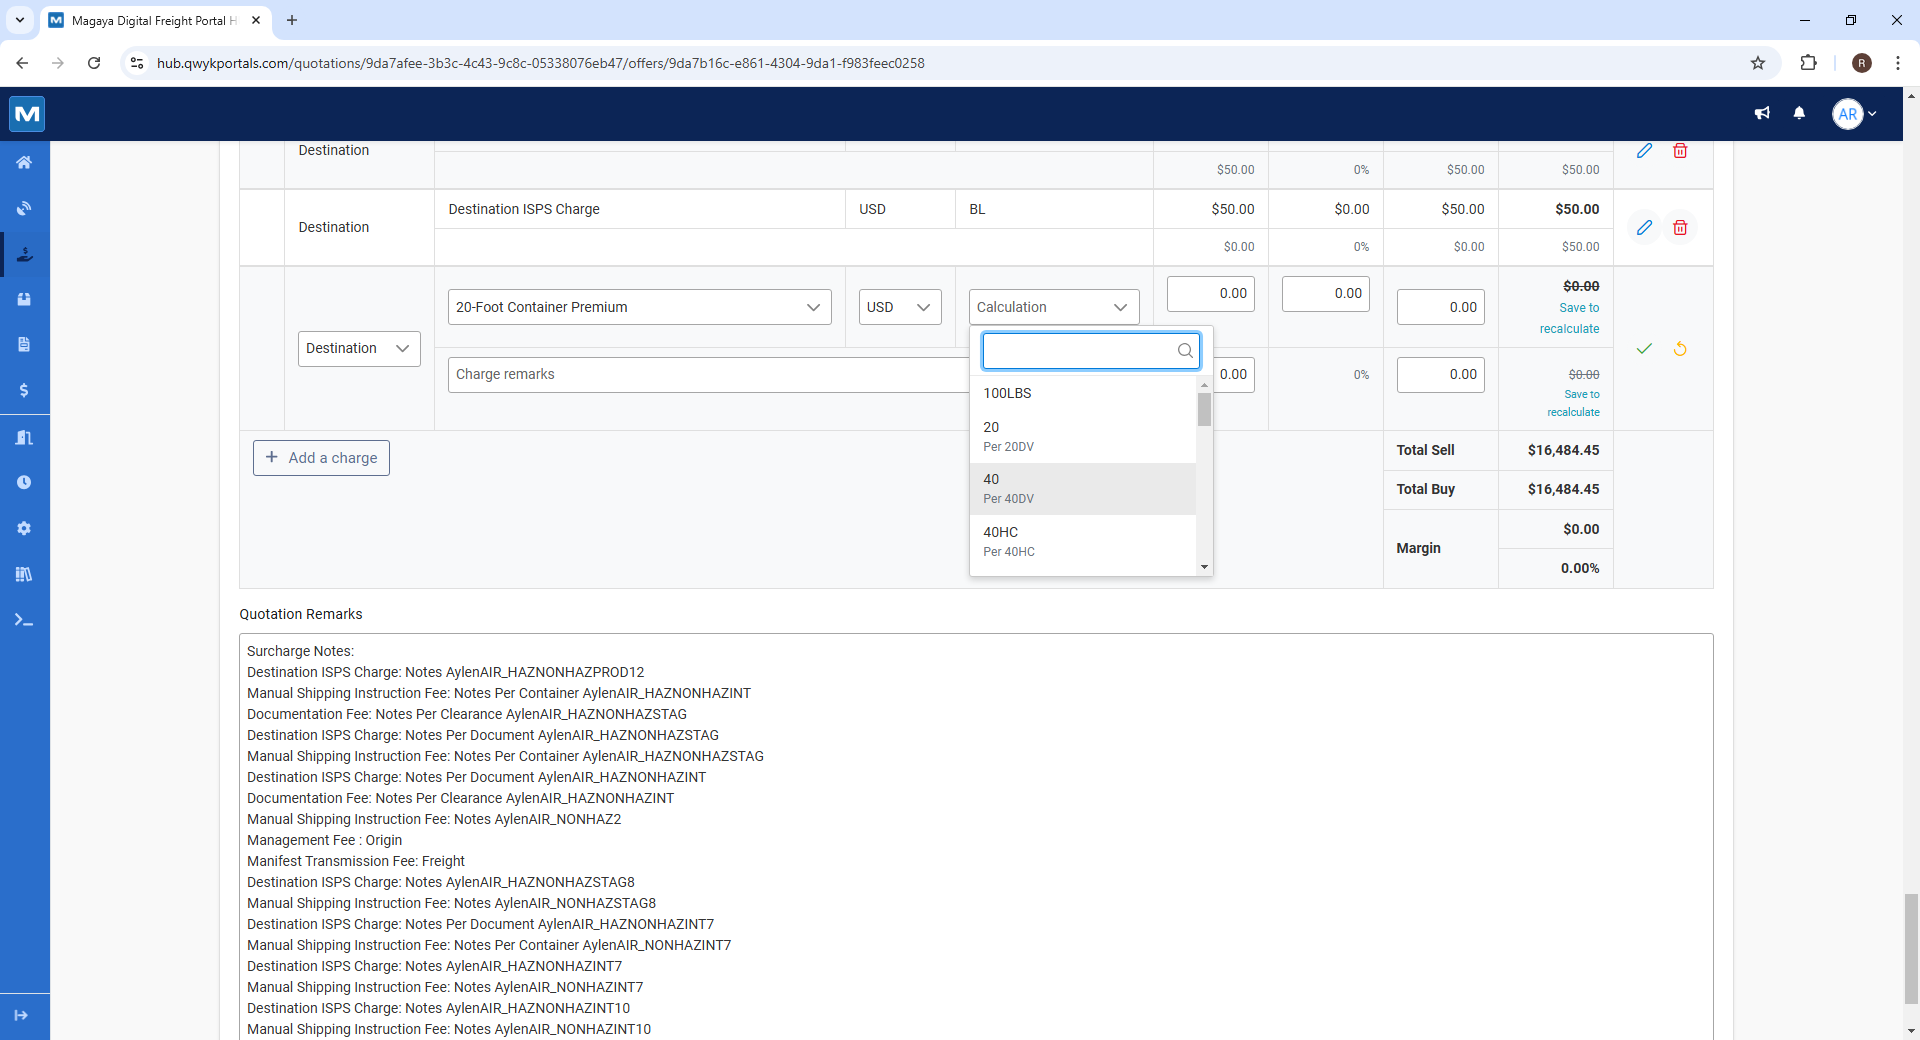 Magaya Digital Freight Portal H
hub.qwykportals.com/quotations/9da7afee-3b3c-4c43-9c8c-05338076eb47/offers/9da7b16c-e861-4304-9da1-f983feec0258
R
AR
Destination
$50.00 0% $50.00 $50.00
Destination
Destination ISPS Charge USD BL $50.00 $0.00 $50.00 $50.00
$0.00 0% $0.00 $50.00
Destination
20-Foot Container Premium USD Calculation 0.00 0.00 0.00 $0.00
Save to
recalculate
Charge remarks 0.00 0% 0.00 $0.00
Save to
recalculate
100LBS
20
Per 20DV
40
Per 40DV
40HC
Per 40HC
Add a charge
Total Sell $16,484.45
Total Buy $16,484.45
Margin $0.00
0.00%
Quotation Remarks
Surcharge Notes:
Destination ISPS Charge: Notes AylenAIR_HAZNONHAZPROD12
Manual Shipping Instruction Fee: Notes Per Container AylenAIR_HAZNONHAZINT
Documentation Fee: Notes Per Clearance AylenAIR_HAZNONHAZSTAG
Destination ISPS Charge: Notes Per Document AylenAIR_HAZNONHAZSTAG
Manual Shipping Instruction Fee: Notes Per Container AylenAIR_HAZNONHAZSTAG
Destination ISPS Charge: Notes Per Document AylenAIR_HAZNONHAZINT
Documentation Fee: Notes Per Clearance AylenAIR_HAZNONHAZINT
Manual Shipping Instruction Fee: Notes AylenAIR_NONHAZ2
Management Fee : Origin
Manifest Transmission Fee: Freight
Destination ISPS Charge: Notes AylenAIR_HAZNONHAZSTAG8
Manual Shipping Instruction Fee: Notes AylenAIR_NONHAZSTAG8
Destination ISPS Charge: Notes Per Document AylenAIR_HAZNONHAZINT7
Manual Shipping Instruction Fee: Notes Per Container AylenAIR_NONHAZINT7
Destination ISPS Charge: Notes AylenAIR_HAZNONHAZINT7
Manual Shipping Instruction Fee: Notes AylenAIR_NONHAZINT7
Destination ISPS Charge: Notes AylenAIR_HAZNONHAZINT10
Manual Shipping Instruction Fee: Notes AylenAIR_NONHAZINT10